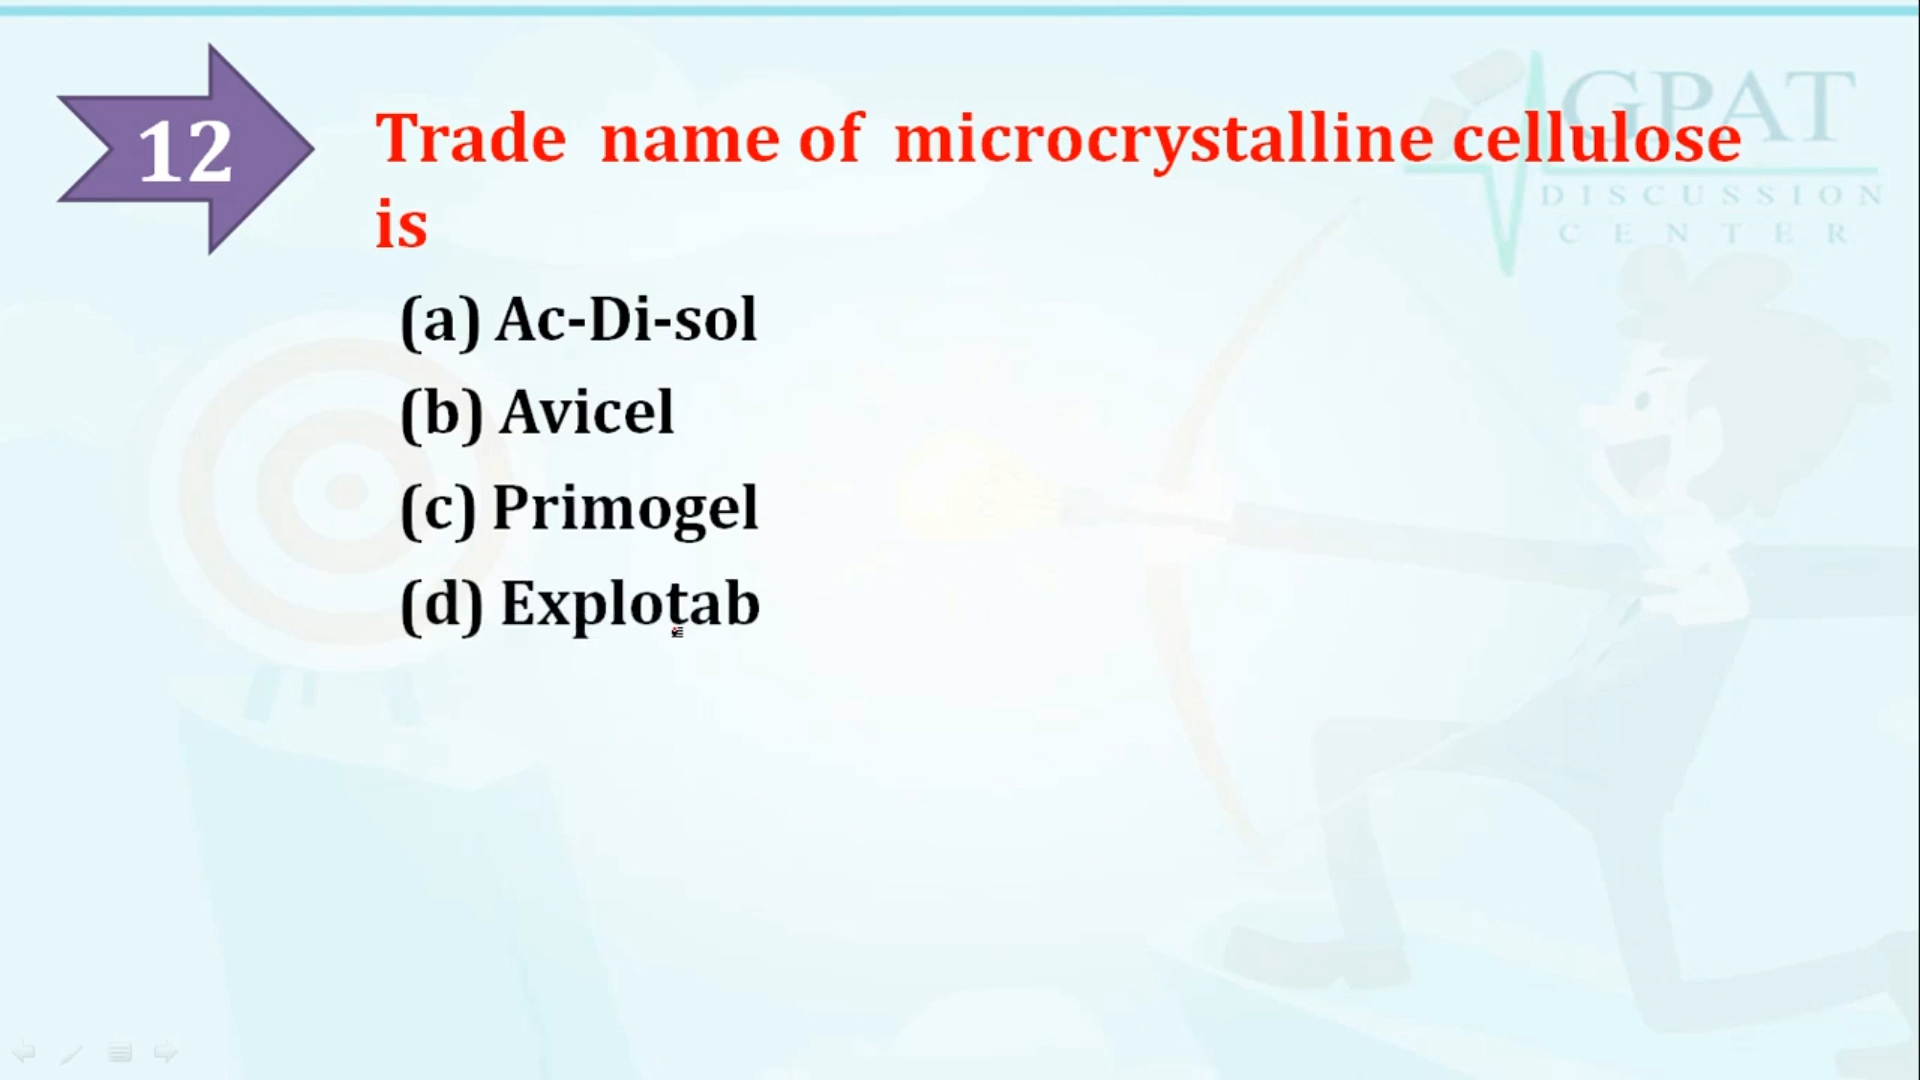 12
Trade name of microcrystalline cellulose
is
(a) Ac-Di-sol
(b) Avicel
(c) Primogel
(d) Explotab
GPAT
DISCUSSION
CENTER